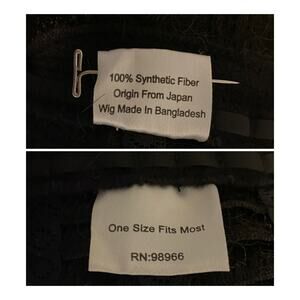 100% Synthetic Fiber
Origin From Japan
Wig Made In Bangladesh
One Size Fits Most
RN:98966